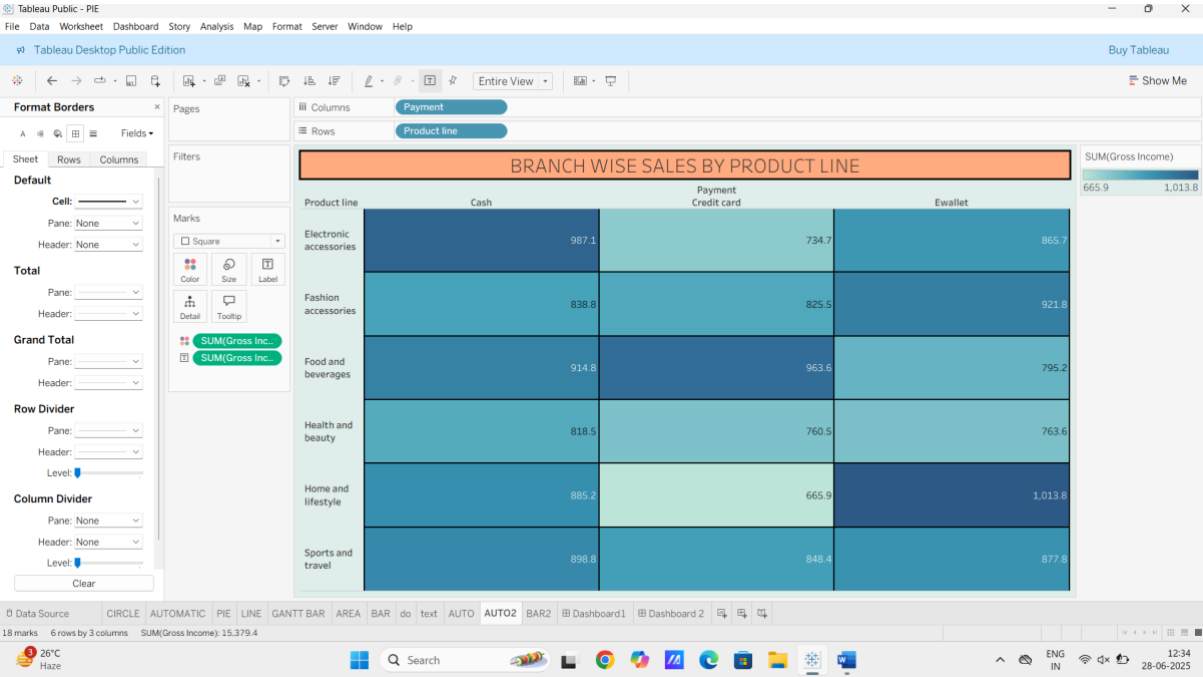 Tableau Public - PIE
File Data Worksheet Dashboard Story Analysis Map Format Server Window Help
Tableau Desktop Public Edition
Buy Tableau
Entire View
Show Me
Format Borders
Fields
Sheet Rows Columns
Default
Cell:
Pane: None
Header: None
Total
Pane:
Header:
Grand Total
Pane:
Header:
Row Divider
Pane:
Header:
Level:
Column Divider
Pane: None
Header: None
Level:
Clear
Pages
Filters
Marks
Square
Color Size Label
Detail Tooltip
SUM(Gross Inc..
SUM(Gross Inc..
Columns Payment
Rows Product line
BRANCH WISE SALES BY PRODUCT LINE
Payment
Product line Cash Credit card Ewallet
Electronic
accessories
987.1 734.7 865.7
Fashion
accessories
838.8 825.5 921.8
Food and
beverages
914.8 963.6 795.2
Health and
beauty
818.5 760.5 763.6
Home and
lifestyle
885.2 665.9 1,013.8
Sports and
travel
898.8 848.4 877.8
SUM(Gross Income)
665.9 1,013.8
Data Source CIRCLE AUTOMATIC PIE LINE GANTT BAR AREA BAR do text AUTO AUTO2 BAR2 Dashboard1 Dashboard 2
18 marks 6 rows by 3 columns SUM(Gross Income): 15,379.4
3
26°C
Haze
Search
ENG
IN
12:34
28-06-2025